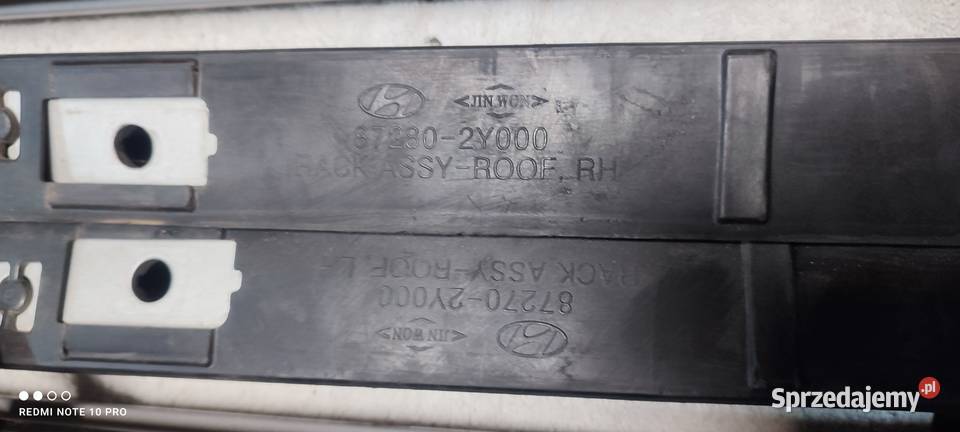 JIN WON
87280-2Y000
RACK ASSY-ROOF, RH
RACK ASSY-ROOF, L
87270-2Y000
JIN WON
REDMI NOTE 10 PRO
Sprzedajemy.pl